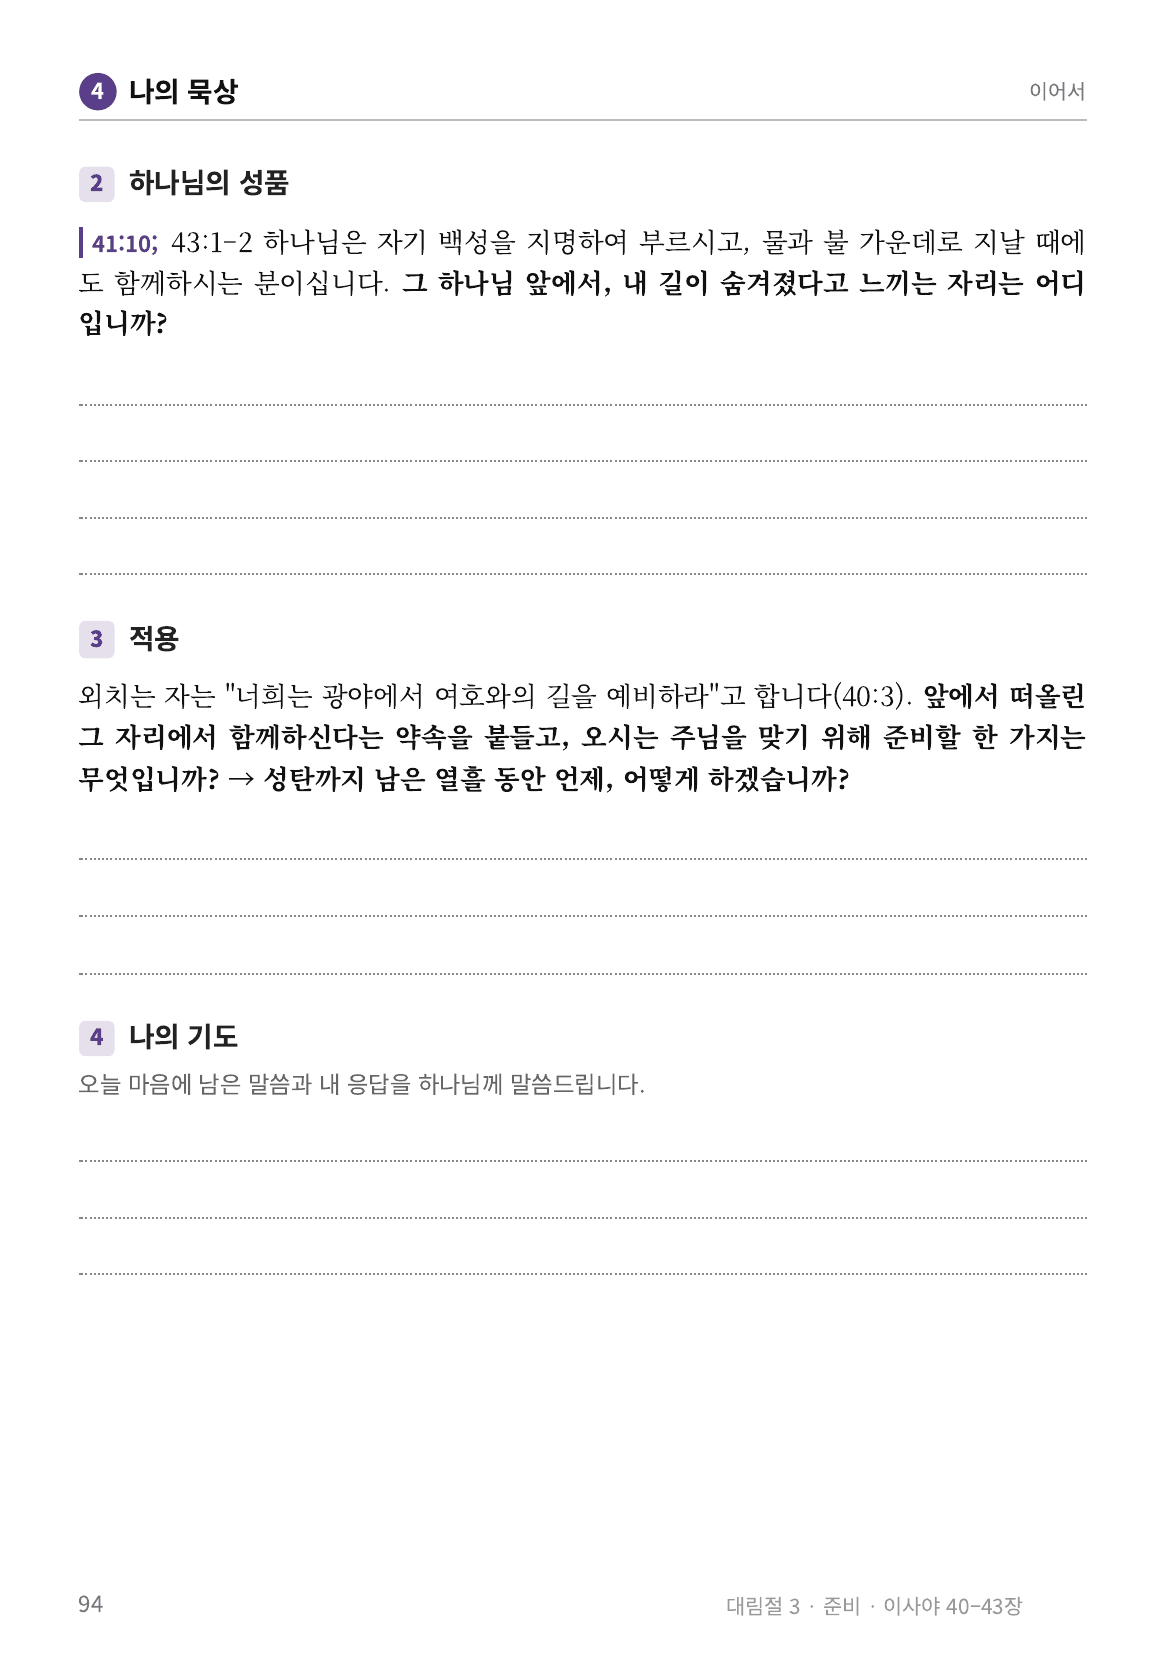 4 나의 묵상 이어서
2 하나님의 성품
41:10; 43:1–2 하나님은 자기 백성을 지명하여 부르시고, 물과 불 가운데로 지날 때에
도 함께하시는 분이십니다. 그 하나님 앞에서, 내 길이 숨겨졌다고 느끼는 자리는 어디
입니까?
3 적용
외치는 자는 "너희는 광야에서 여호와의 길을 예비하라"고 합니다(40:3). 앞에서 떠올린
그 자리에서 함께하신다는 약속을 붙들고, 오시는 주님을 맞기 위해 준비할 한 가지는
무엇입니까? → 성탄까지 남은 열흘 동안 언제, 어떻게 하겠습니까?
4 나의 기도
오늘 마음에 남은 말씀과 내 응답을 하나님께 말씀드립니다.
94 대림절 3 · 준비 · 이사야 40–43장